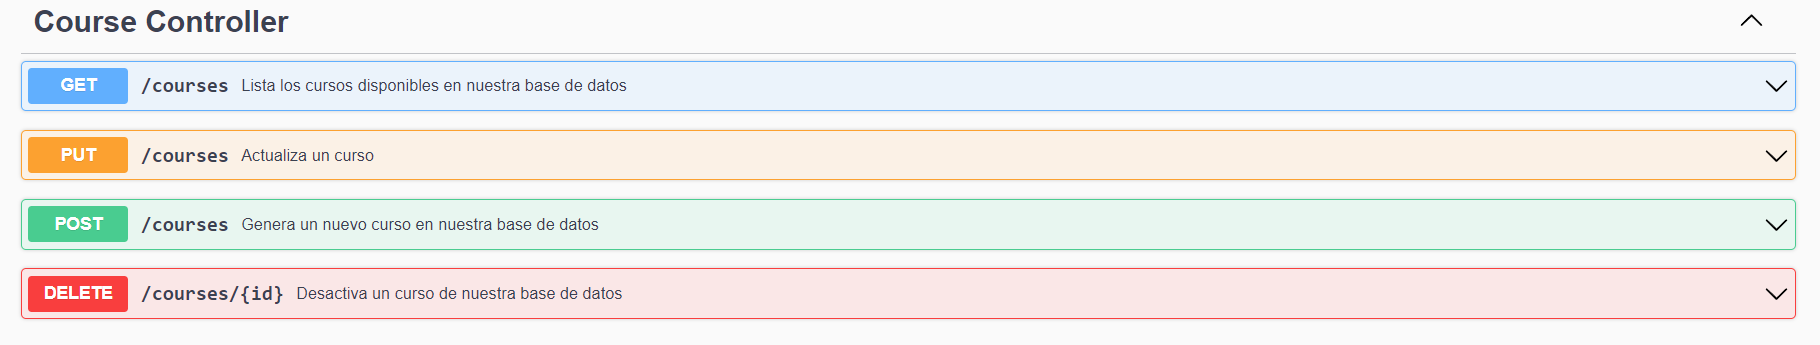 Course Controller
GET /courses Lista los cursos disponibles en nuestra base de datos
PUT /courses Actualiza un curso
POST /courses Genera un nuevo curso en nuestra base de datos
DELETE /courses/{id} Desactiva un curso de nuestra base de datos